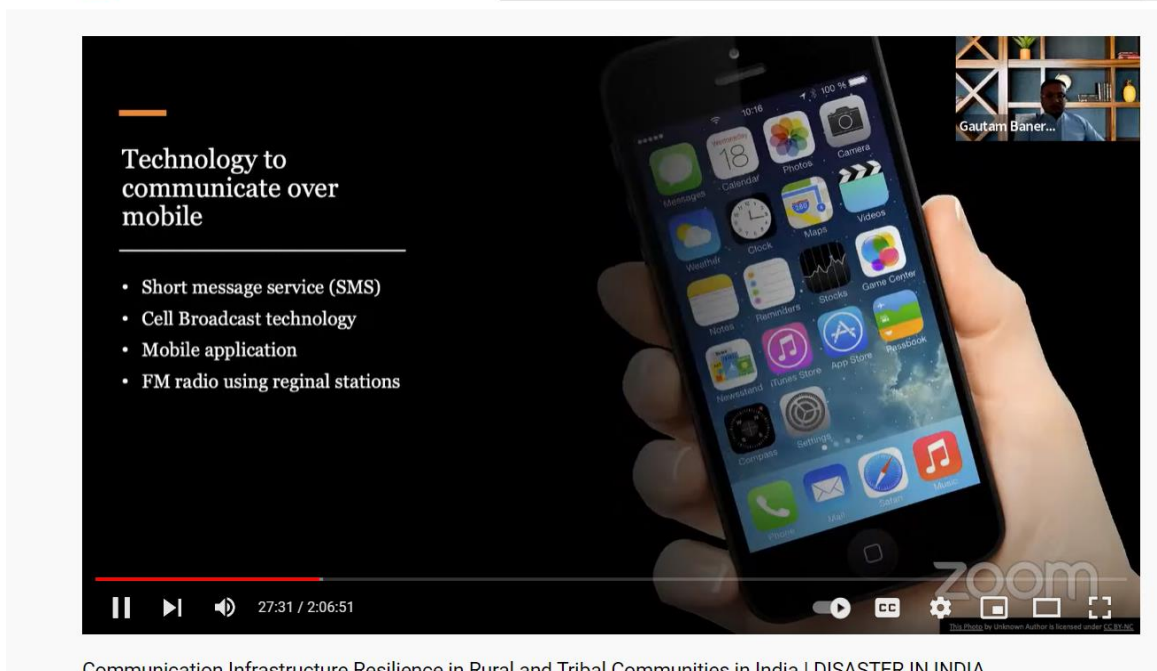 Gautam Baner...
Technology to
communicate over
mobile
• Short message service (SMS)
• Cell Broadcast technology
• Mobile application
• FM radio using reginal stations
10:16
100 %
Messages
Wednesday
18
Calendar
Photos
Camera
Weather
Clock
280
Maps
Videos
Notes
Reminders
Stocks
Game Center
Newsstand
iTunes Store
App Store
Passbook
Compass
Settings
Phone
Mail
Safari
Music
zoom
27:31 / 2:06:51
CC
This Photo by Unknown Author is licensed under CC BY-NC
Communication Infrastructure Resilience in Rural and Tribal Communities in India | DISASTER IN INDIA